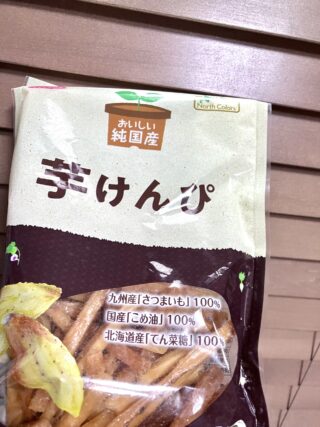 North Colors
おいしい
純国産
芋けんぴ
九州産「さつまいも」100%
国産「こめ油」100%
北海道産「てん菜糖」100%